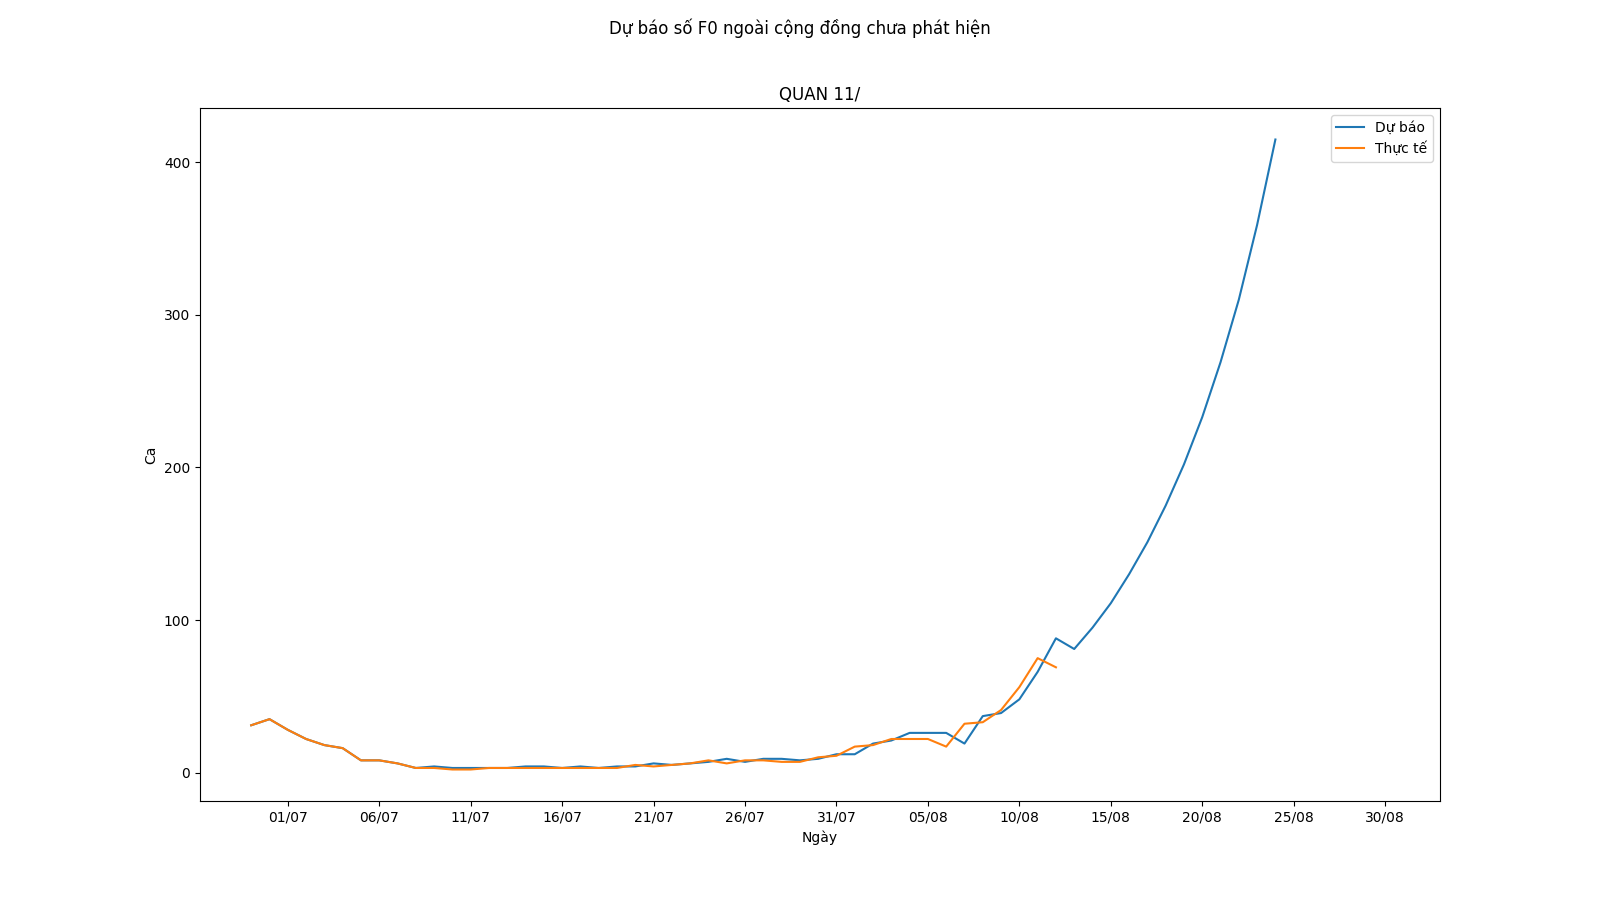 Dự báo số F0 ngoài cộng đồng chưa phát hiện
QUAN 11/
Dự báo
Thực tế
400
300
200
100
0
Ca
01/07 06/07 11/07 16/07 21/07 26/07 31/07 05/08 10/08 15/08 20/08 25/08 30/08
Ngày